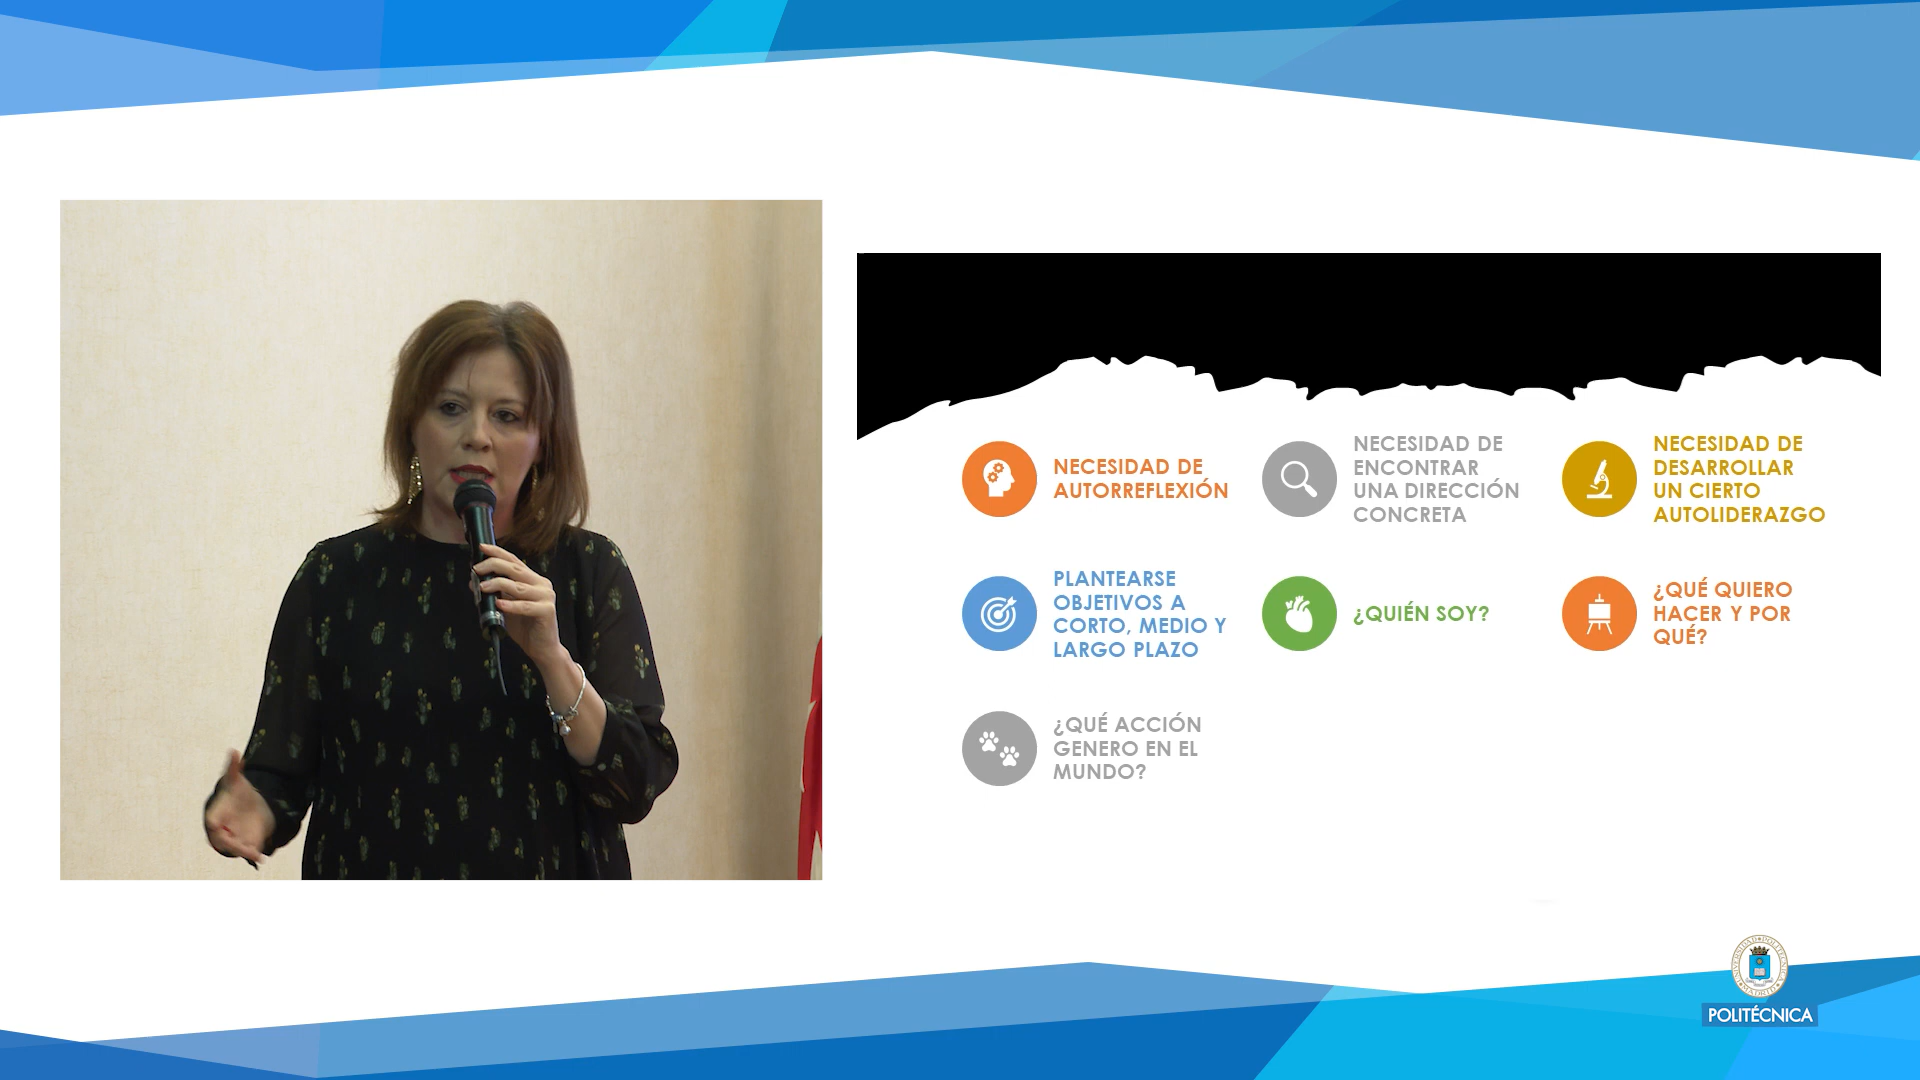 NECESIDAD DE
AUTORREFLEXIÓN
NECESIDAD DE
ENCONTRAR
UNA DIRECCIÓN
CONCRETA
NECESIDAD DE
DESARROLLAR
UN CIERTO
AUTOLIDERAZGO
PLANTEARSE
OBJETIVOS A
CORTO, MEDIO Y
LARGO PLAZO
¿QUIÉN SOY?
¿QUÉ QUIERO
HACER Y POR
QUÉ?
¿QUÉ ACCIÓN
GENERO EN EL
MUNDO?
POLITÉCNICA